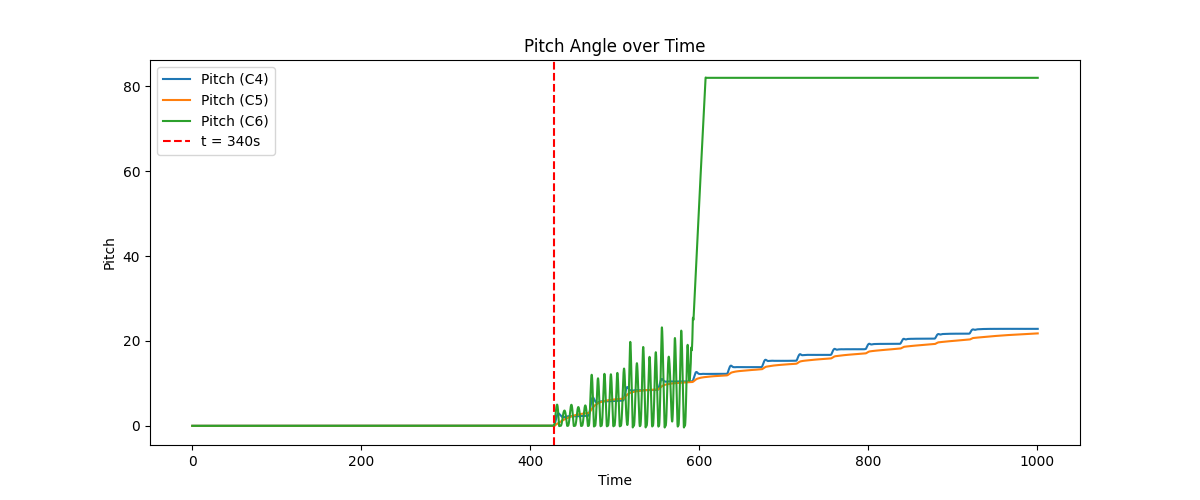 Pitch Angle over Time
Pitch (C4)
Pitch (C5)
Pitch (C6)
t = 340s
Pitch
80
60
40
20
0
0 200 400 600 800 1000
Time